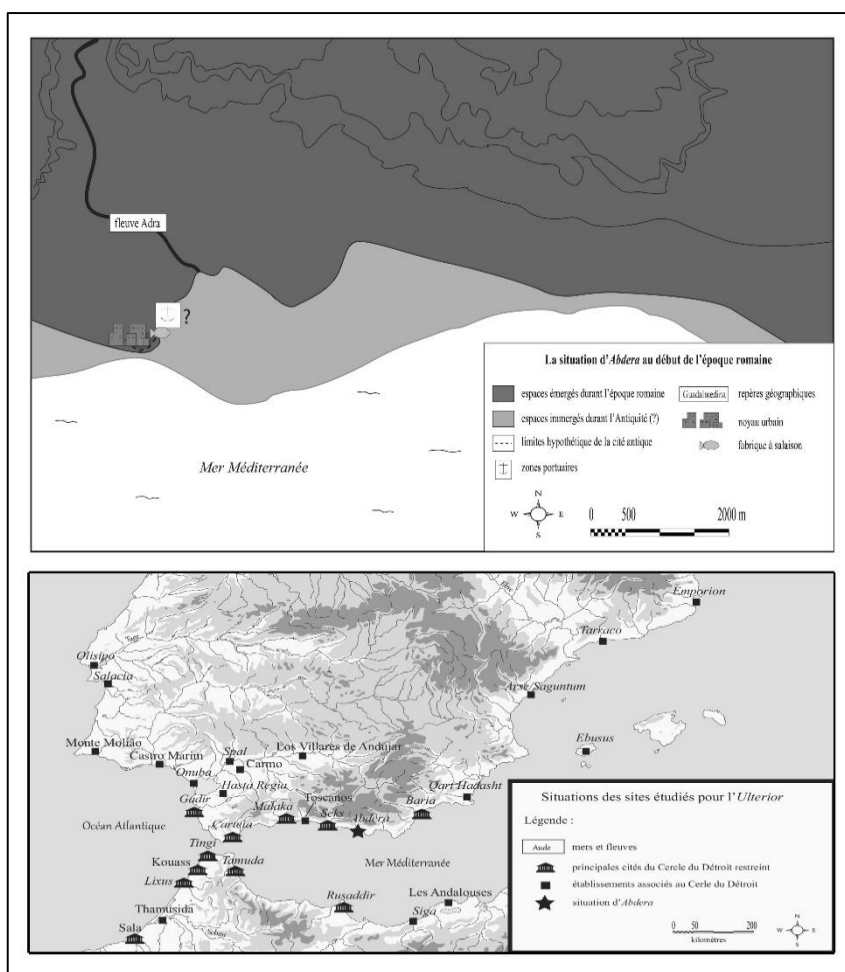 fleuve Adra
?
Mer Méditerranée
La situation d'Abdera au début de l'époque romaine
espaces émergés durant l'époque romaine
espaces immergés durant l'Antiquité (?)
limites hypothétique de la cité antique
zones portuaires
Guadalmedina
repères géographiques
noyau urbain
fabrique à salaison
N
W
E
S
0
500
2000 m
Emporion
Tarkaco
Olisipo
Salacia
Arse/Saguntum
Ebusus
Monte Molião
Castro Marim
Spal
Carmo
Los Villares de Andújar
Onuba
Hasta Regia
Qart Hadasht
Toscanos
Baria
Gadir
Malaka
Seks
Abdera
Océan Atlantique
Carteia
Tingi
Mer Méditerranée
Kouass
Tamuda
Lixus
Rusaddir
Les Andalouses
Thamusida
Siga
Sala
Situations des sites étudiés pour l'Ulterior
Légende :
Aude
mers et fleuves
principales cités du Cercle du Détroit restreint
établissements associés au Cerle du Détroit
situation d'Abdera
0
50
200
kilomètres
N
W
E
S